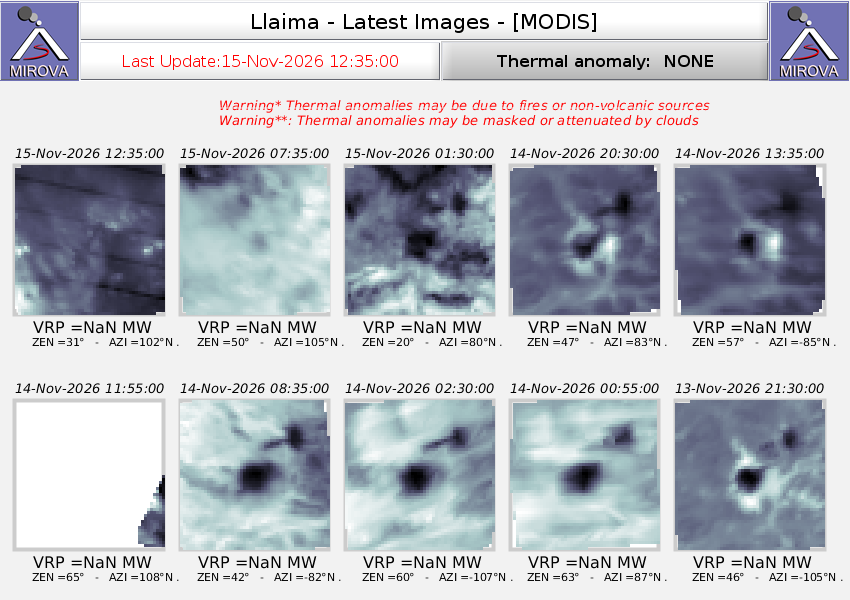 Llaima - Latest Images - [MODIS]
MIROVA
Last Update:15-Nov-2026 12:35:00
Thermal anomaly: NONE
MIROVA
Warning* Thermal anomalies may be due to fires or non-volcanic sources
Warning**: Thermal anomalies may be masked or attenuated by clouds
15-Nov-2026 12:35:00
15-Nov-2026 07:35:00
15-Nov-2026 01:30:00
14-Nov-2026 20:30:00
14-Nov-2026 13:35:00
VRP =NaN MW
VRP =NaN MW
VRP =NaN MW
VRP =NaN MW
VRP =NaN MW
ZEN =31° - AZI =102°N .
ZEN =50° - AZI =105°N .
ZEN =20° - AZI =80°N .
ZEN =47° - AZI =83°N .
ZEN =57° - AZI =-85°N .
14-Nov-2026 11:55:00
14-Nov-2026 08:35:00
14-Nov-2026 02:30:00
14-Nov-2026 00:55:00
13-Nov-2026 21:30:00
VRP =NaN MW
VRP =NaN MW
VRP =NaN MW
VRP =NaN MW
VRP =NaN MW
ZEN =65° - AZI =108°N .
ZEN =42° - AZI =-82°N .
ZEN =60° - AZI =-107°N .
ZEN =63° - AZI =87°N .
ZEN =46° - AZI =-105°N .